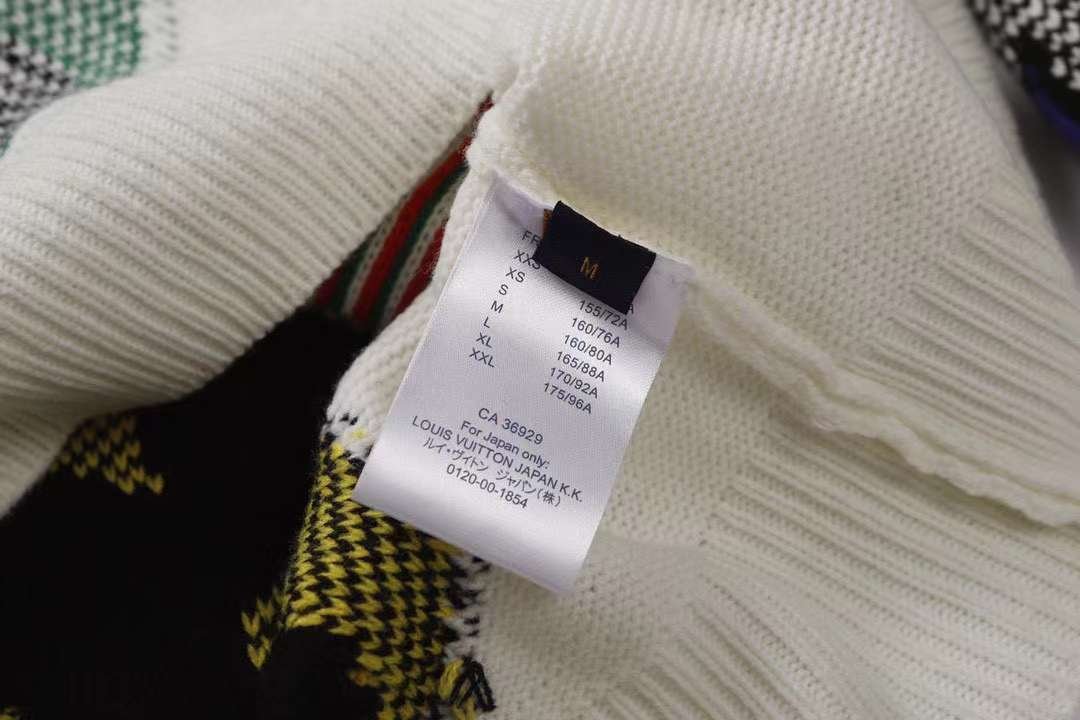 M
XS
S
M
L
XL
XXL
155/72A
160/76A
160/80A
165/88A
170/92A
175/96A
CA 36929
For Japan only:
LOUIS VUITTON JAPAN K.K.
ルイ・ヴィトン ジャパン(株)
0120-00-1854